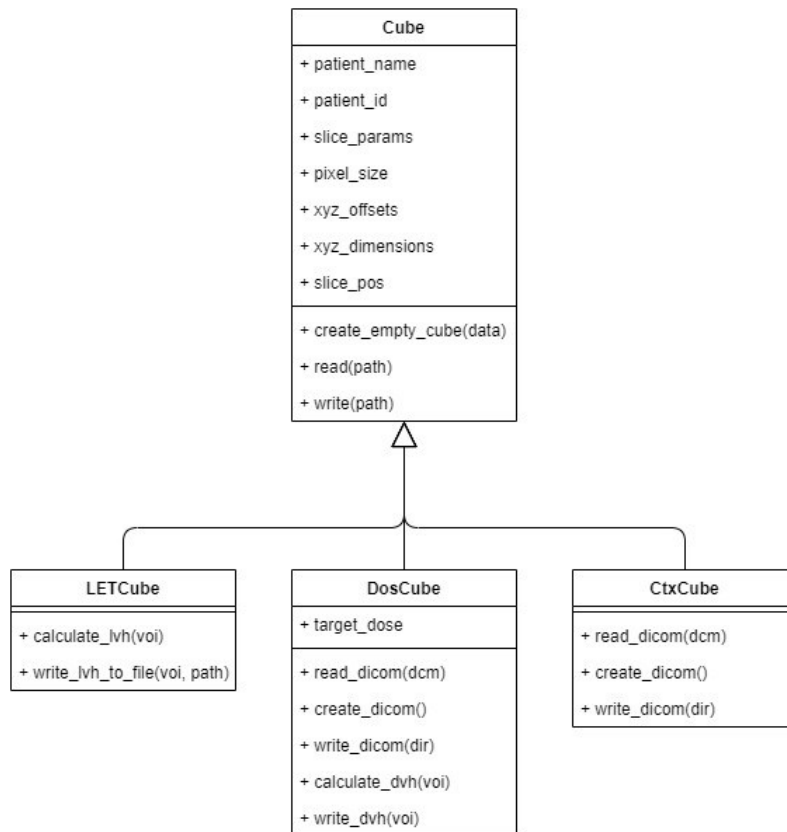 Cube
+ patient_name
+ patient_id
+ slice_params
+ pixel_size
+ xyz_offsets
+ xyz_dimensions
+ slice_pos
+ create_empty_cube(data)
+ read(path)
+ write(path)
LETCube
+ calculate_lvh(voi)
+ write_lvh_to_file(voi, path)
DosCube
+ target_dose
+ read_dicom(dcm)
+ create_dicom()
+ write_dicom(dir)
+ calculate_dvh(voi)
+ write_dvh(voi)
CtxCube
+ read_dicom(dcm)
+ create_dicom()
+ write_dicom(dir)